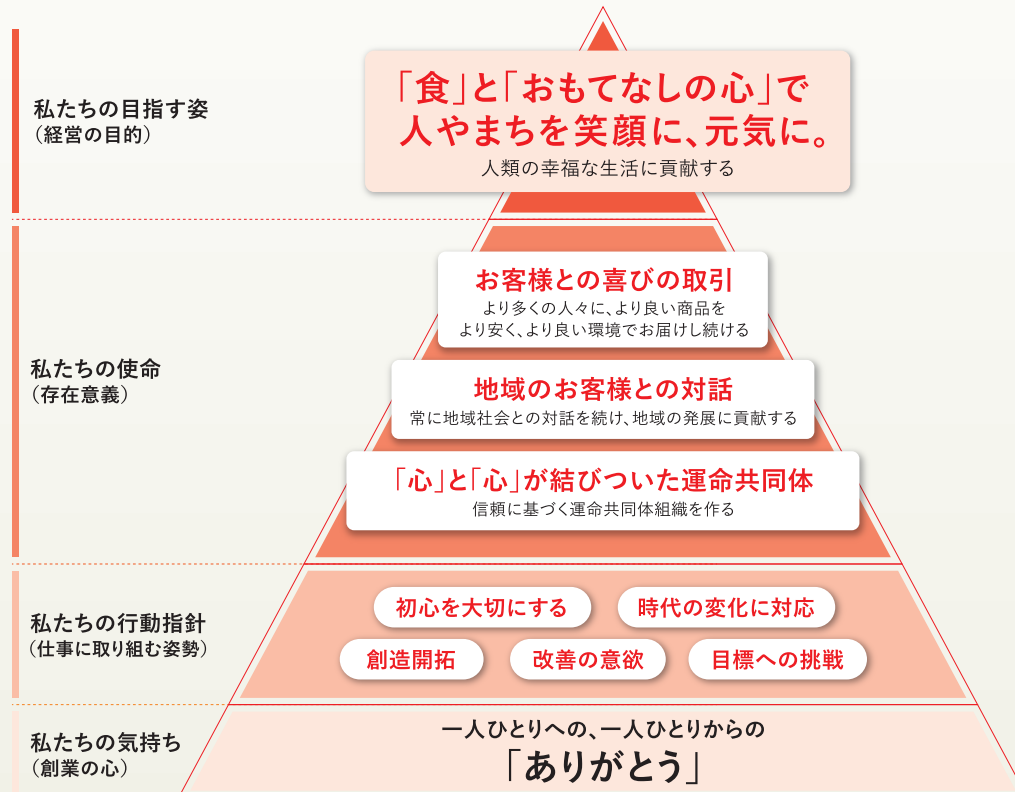 私たちの目指す姿
(経営の目的)
「食」と「おもてなしの心」で
人やまちを笑顔に、元気に。
人類の幸福な生活に貢献する
私たちの使命
(存在意義)
お客様との喜びの取引
より多くの人々に、より良い商品を
より安く、より良い環境でお届けし続ける
地域のお客様との対話
常に地域社会との対話を続け、地域の発展に貢献する
「心」と「心」が結びついた運命共同体
信頼に基づく運命共同体組織を作る
私たちの行動指針
(仕事に取り組む姿勢)
初心を大切にする
時代の変化に対応
創造開拓
改善の意欲
目標への挑戦
私たちの気持ち
(創業の心)
一人ひとりへの、一人ひとりからの
「ありがとう」